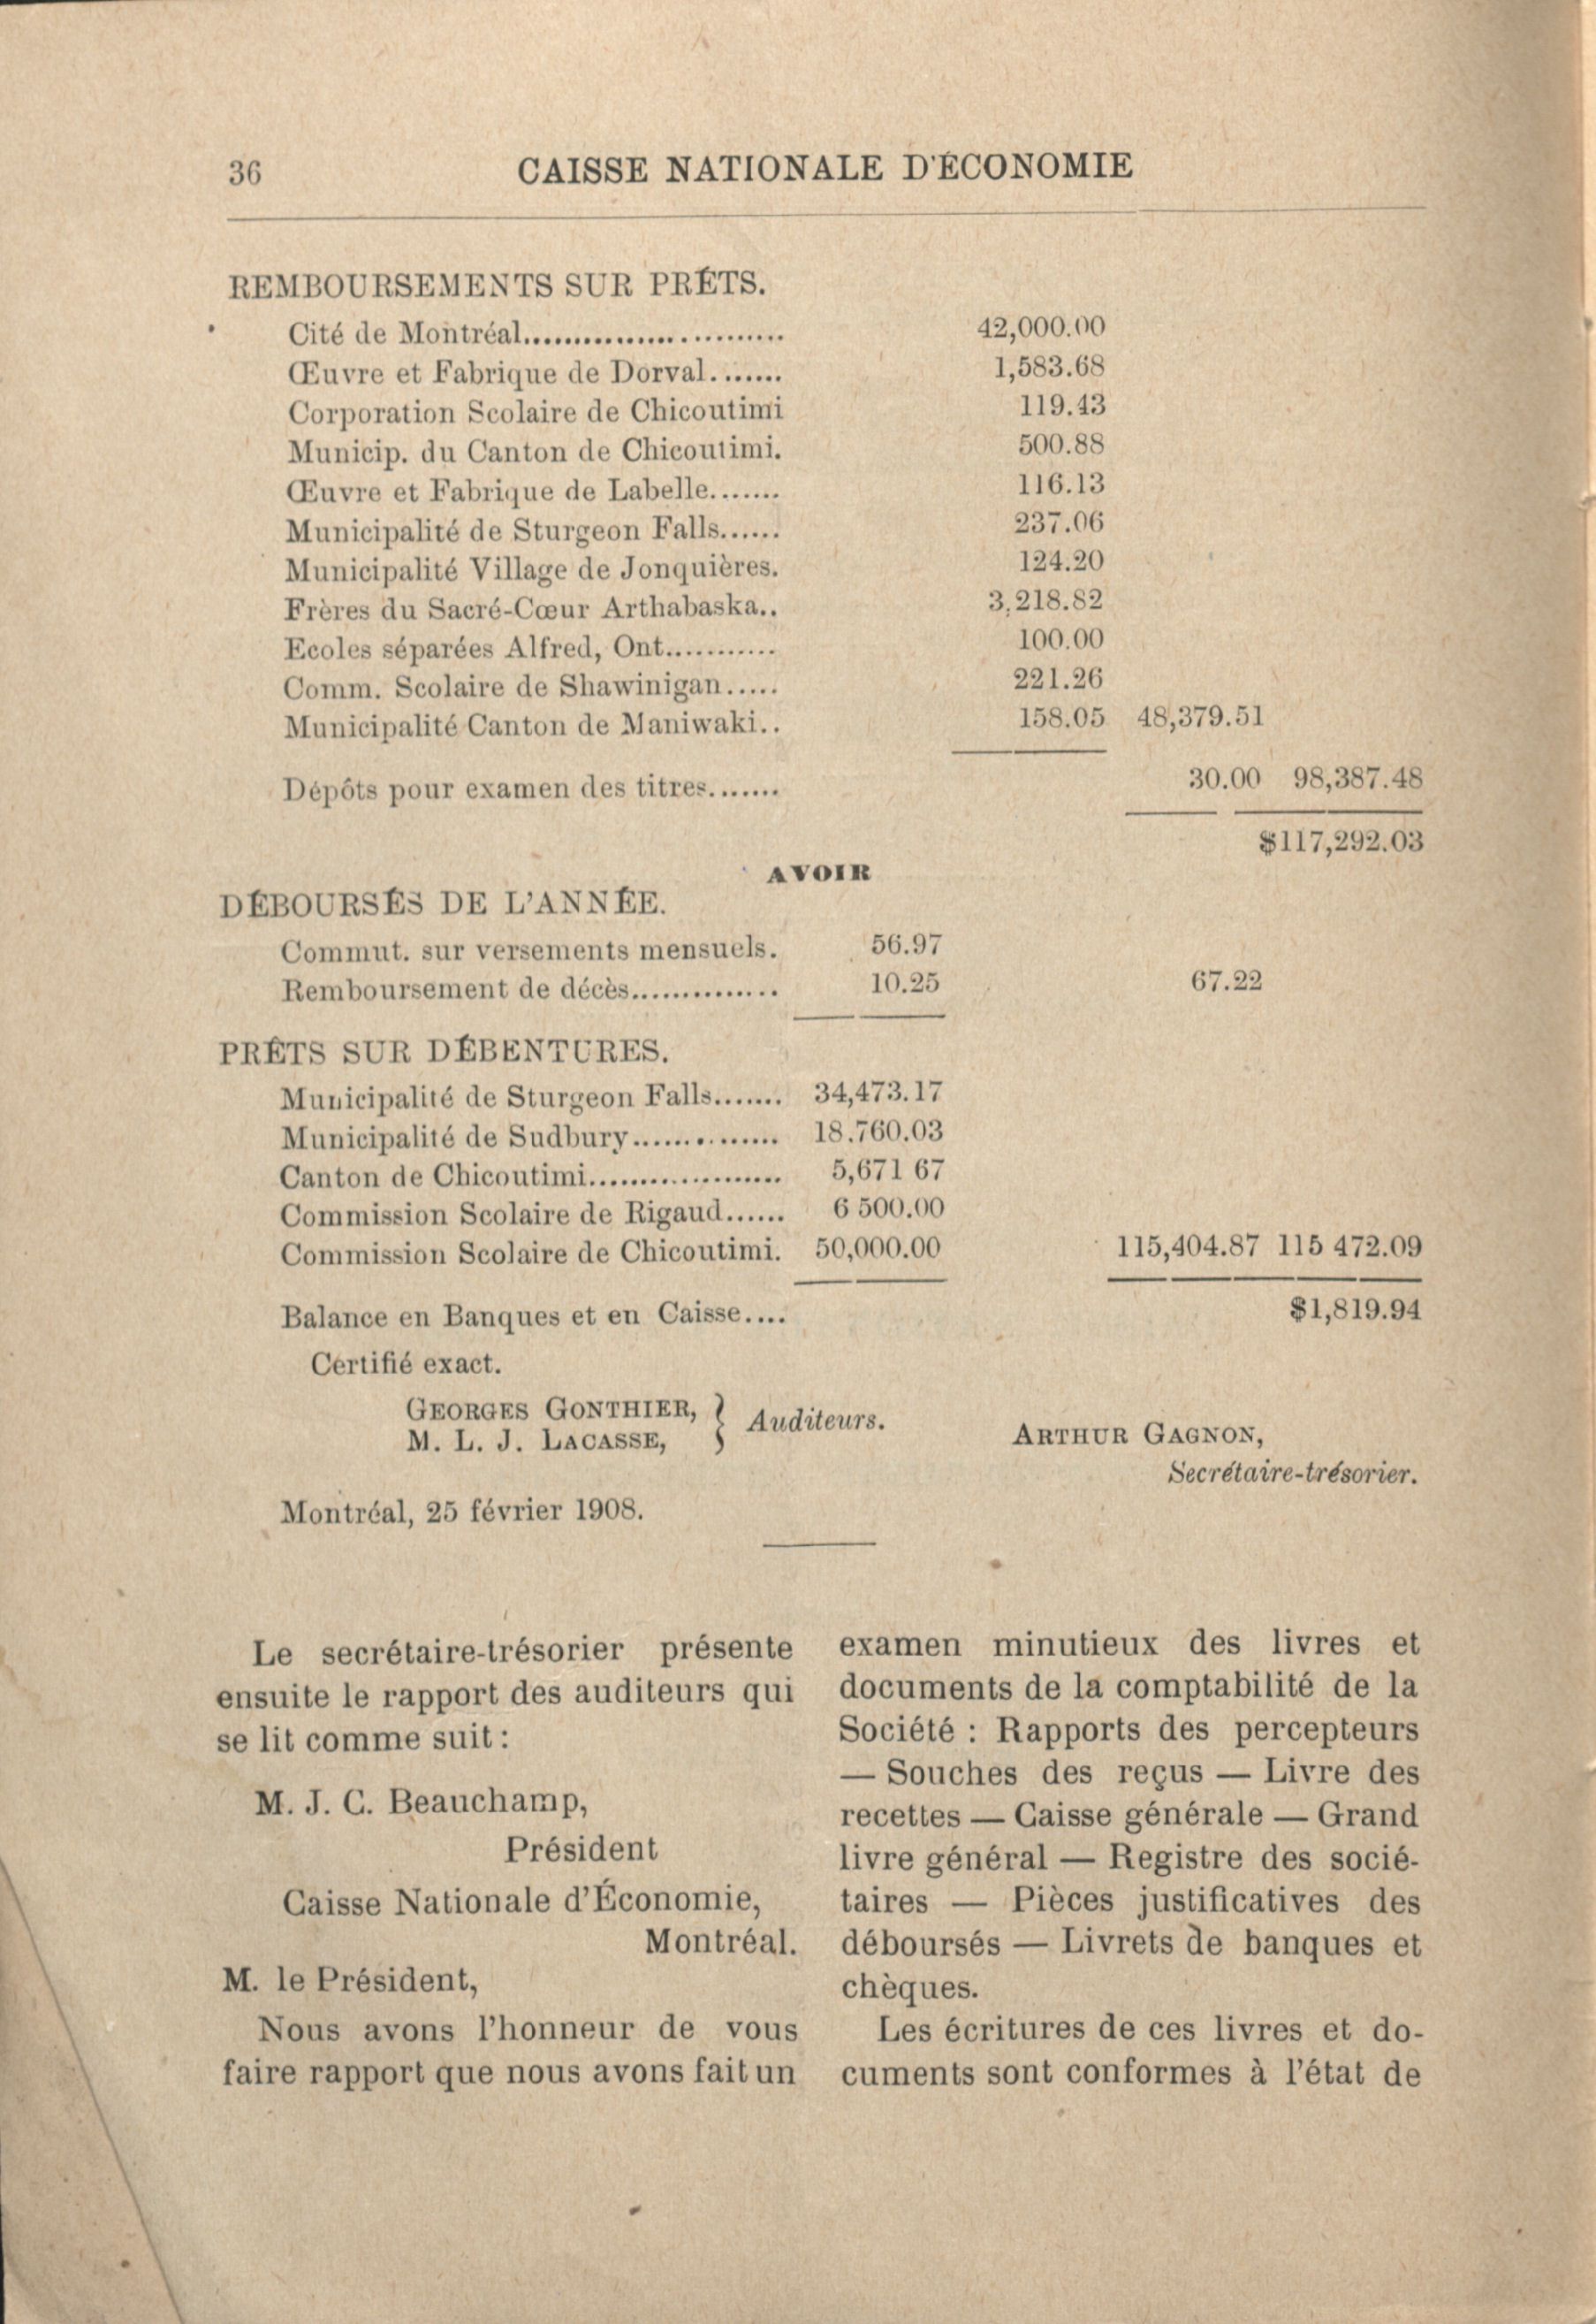 36 CAISSE NATIONALE D'ÉCONOMIE
REMBOURSEMENTS SUR PRÊTS.
Cité de Montréal........................... 42,000.00
Œuvre et Fabrique de Dorval........ 1,583.68
Corporation Scolaire de Chicoutimi 119.43
Municip. du Canton de Chicoutimi. 500.88
Œuvre et Fabrique de Labelle....... 116.13
Municipalité de Sturgeon Falls...... 237.06
Municipalité Village de Jonquières. 124.20
Frères du Sacré-Cœur Arthabaska.. 3,218.82
Ecoles séparées Alfred, Ont............ 100.00
Comm. Scolaire de Shawinigan..... 221.26
Municipalité Canton de Maniwaki.. 158.05 48,379.51
Dépôts pour examen des titres....... 30.00 98,387.48
$117,292.03
AVOIR
DÉBOURSÉS DE L'ANNÉE.
Commut. sur versements mensuels. 56.97
Remboursement de décès.............. 10.25 67.22
PRÊTS SUR DÉBENTURES.
Municipalité de Sturgeon Falls....... 34,473.17
Municipalité de Sudbury............... 18.760.03
Canton de Chicoutimi................... 5,671 67
Commission Scolaire de Rigaud...... 6 500.00
Commission Scolaire de Chicoutimi. 50,000.00 115,404.87 115 472.09
Balance en Banques et en Caisse.... $1,819.94
Certifié exact.
GEORGES GONTHIER, } Auditeurs.
M. L. J. LACASSE,
ARTHUR GAGNON,
Secrétaire-trésorier.
Montréal, 25 février 1908.
Le secrétaire-trésorier présente
ensuite le rapport des auditeurs qui
se lit comme suit :
M. J. C. Beauchamp,
Président
Caisse Nationale d'Économie,
Montréal.
M. le Président,
Nous avons l'honneur de vous
faire rapport que nous avons fait un
examen minutieux des livres et
documents de la comptabilité de la
Société : Rapports des percepteurs
— Souches des reçus — Livre des
recettes — Caisse générale — Grand
livre général — Registre des socié-
taires — Pièces justificatives des
déboursés — Livrets de banques et
chèques.
Les écritures de ces livres et do-
cuments sont conformes à l'état de